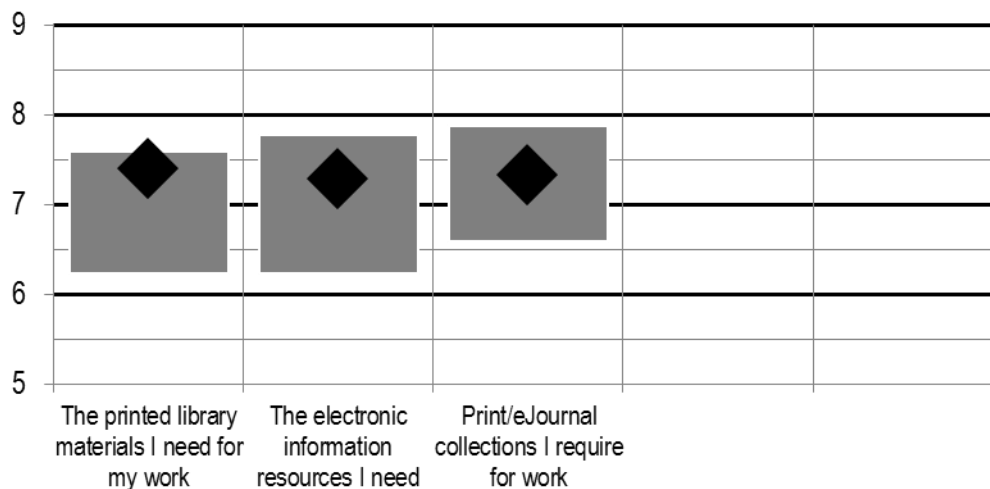 9
8
7
6
5
The printed library
materials I need for
my work
The electronic
information
resources I need
Print/eJournal
collections I require
for work